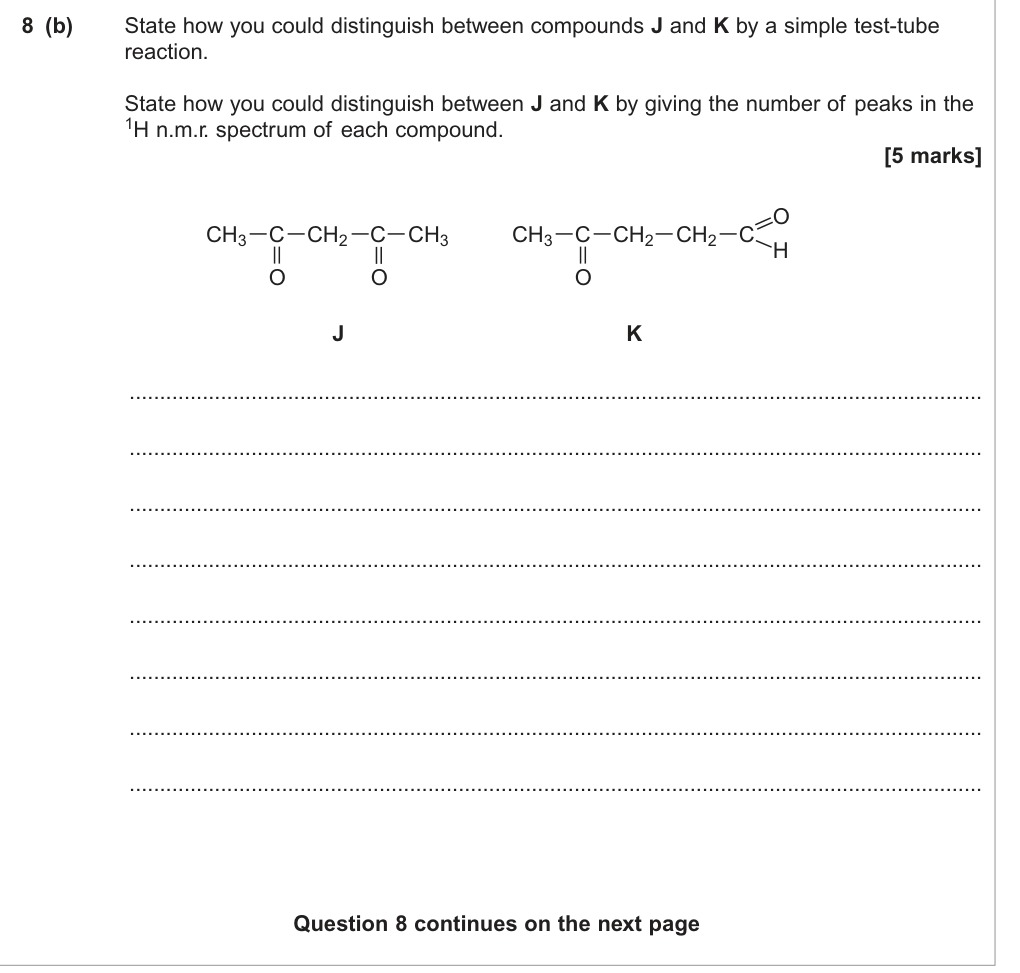 8 (b) State how you could distinguish between compounds J and K by a simple test-tube
reaction.
State how you could distinguish between J and K by giving the number of peaks in the
¹H n.m.r. spectrum of each compound.
[5 marks]
CH₃—C—CH₂—C—CH₃ CH₃—C—CH₂—CH₂—C O
H
O O O
J K
Question 8 continues on the next page